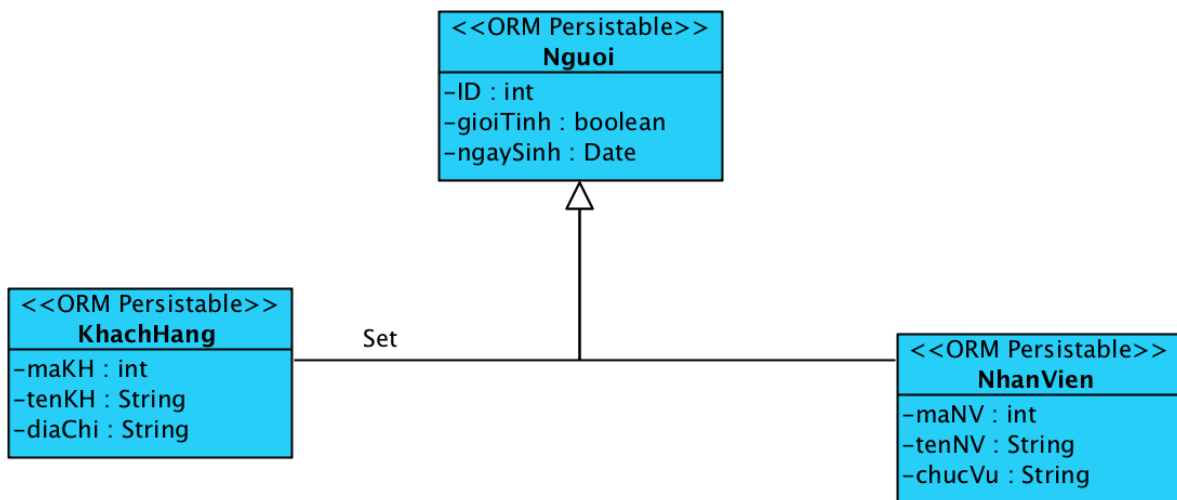 <<ORM Persistable>>
Nguoi
-ID : int
-gioiTinh : boolean
-ngaySinh : Date
<<ORM Persistable>>
KhachHang
-maKH : int
-tenKH : String
-diaChi : String
Set
<<ORM Persistable>>
NhanVien
-maNV : int
-tenNV : String
-chucVu : String